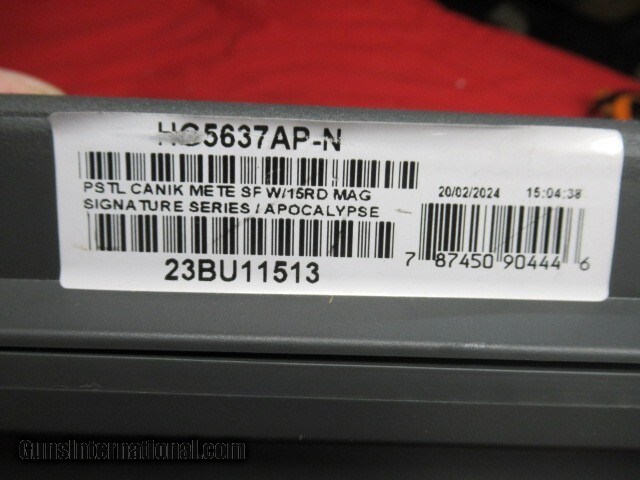 HG5637AP-N
PSTL CANIK METE SF W/15RD MAG
SIGNATURE SERIES / APOCALYPSE
23BU11513
20/02/2024 15:04:38
7 87450 90444 6
GunsInternational.com